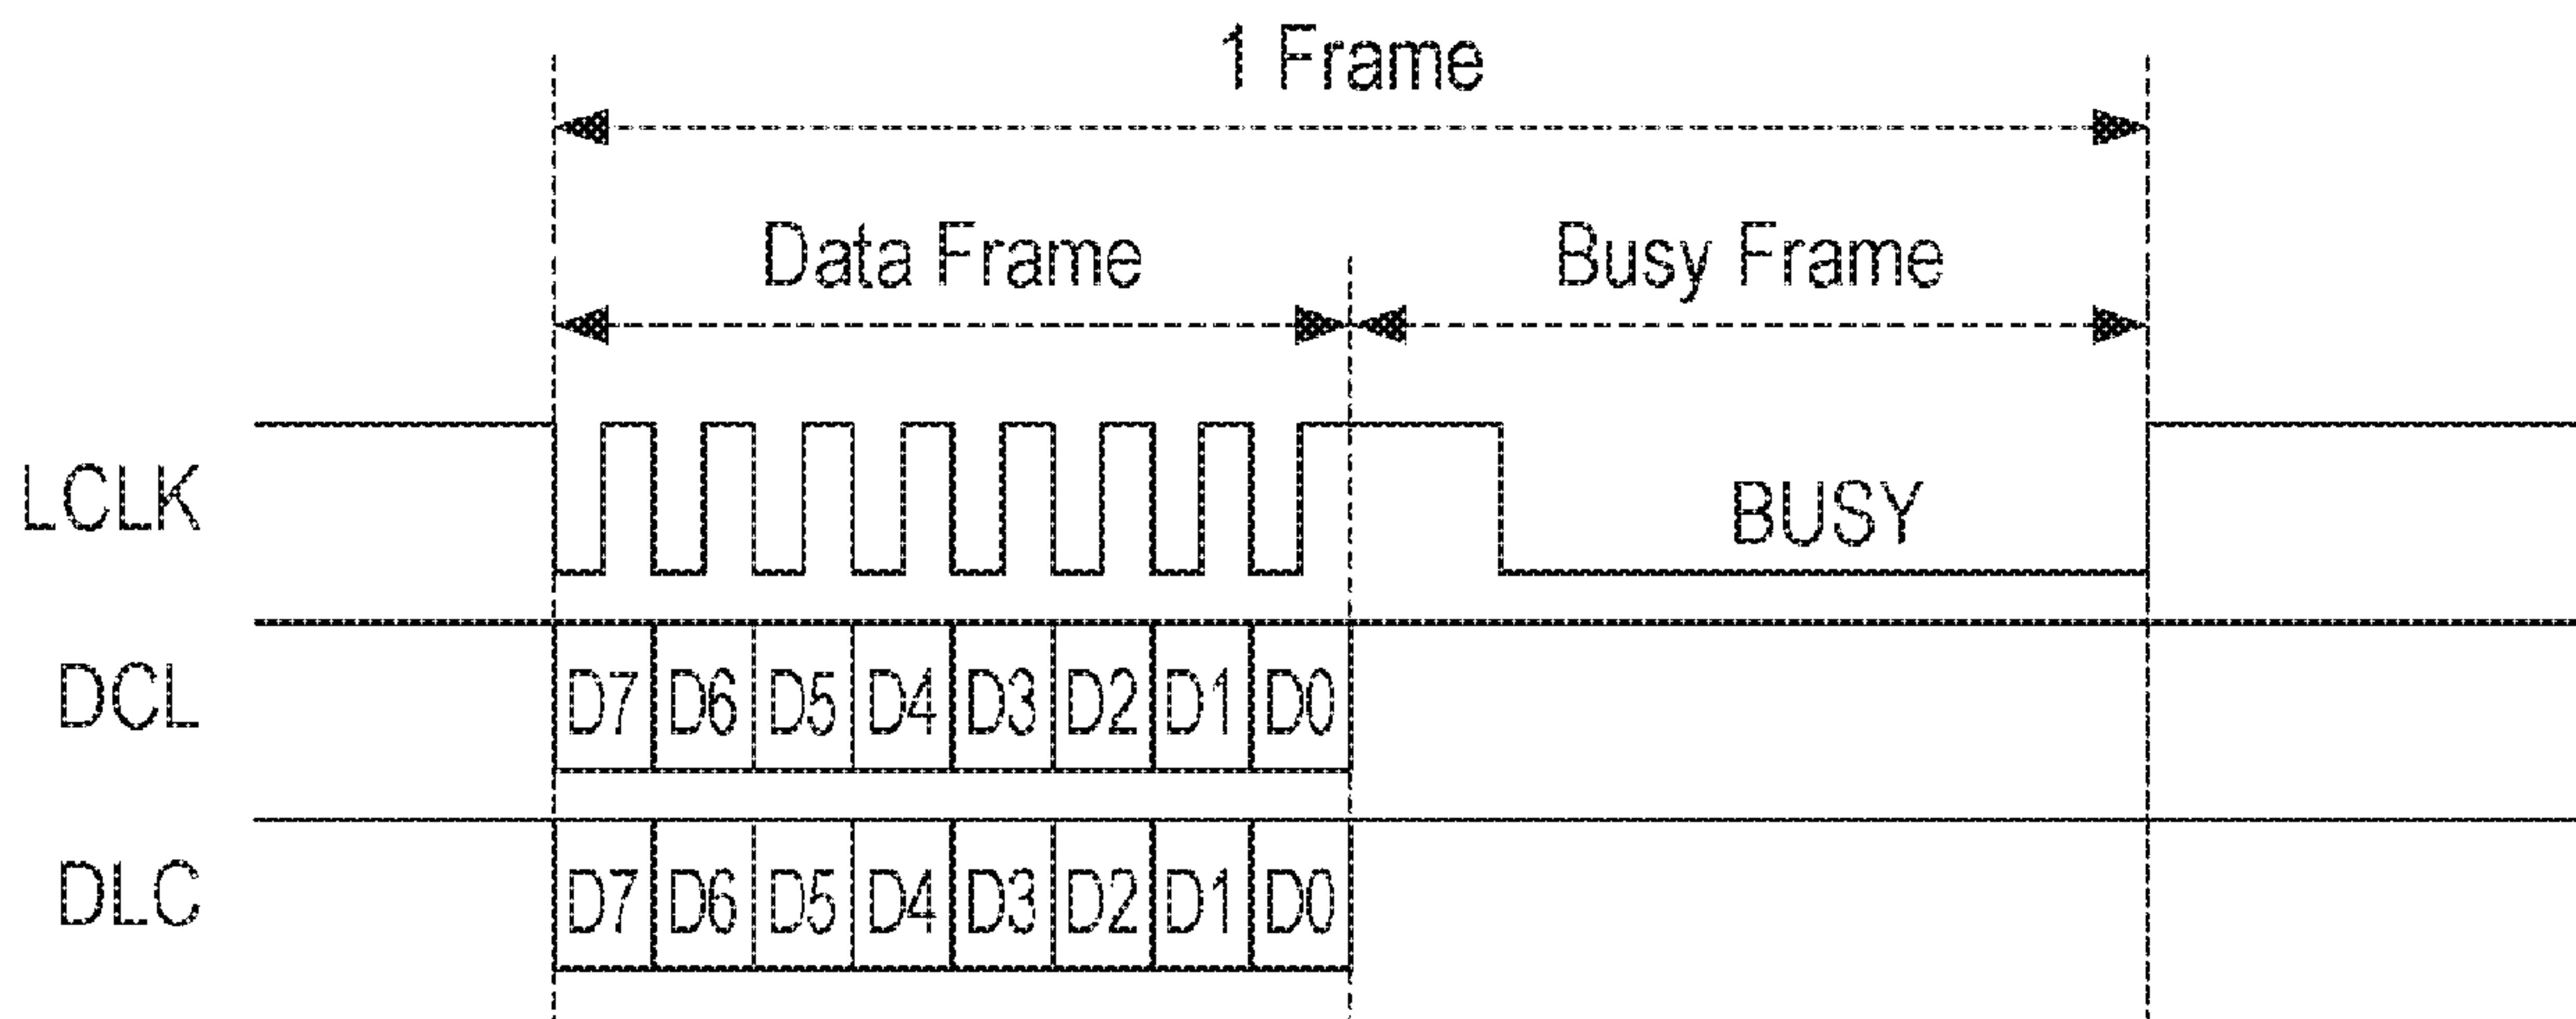 1 Frame
Data Frame Busy Frame
LCLK BUSY
DCL D7 D6 D5 D4 D3 D2 D1 D0
DLC D7 D6 D5 D4 D3 D2 D1 D0